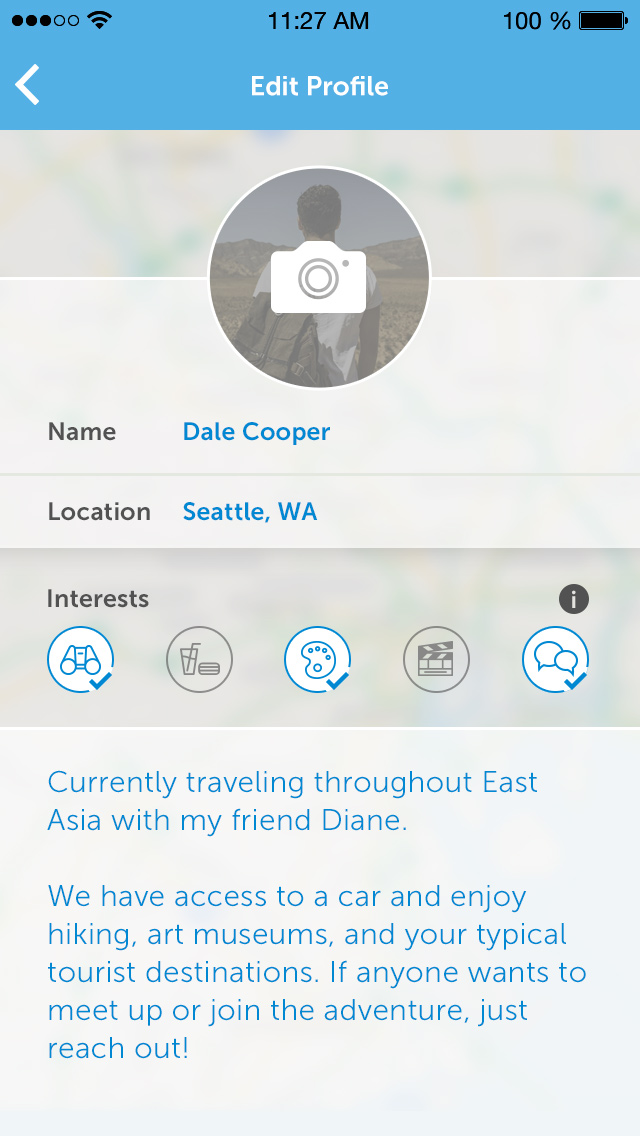 11:27 AM 100 %
Edit Profile
Name Dale Cooper
Location Seattle, WA
Interests i
Currently traveling throughout East
Asia with my friend Diane.
We have access to a car and enjoy
hiking, art museums, and your typical
tourist destinations. If anyone wants to
meet up or join the adventure, just
reach out!